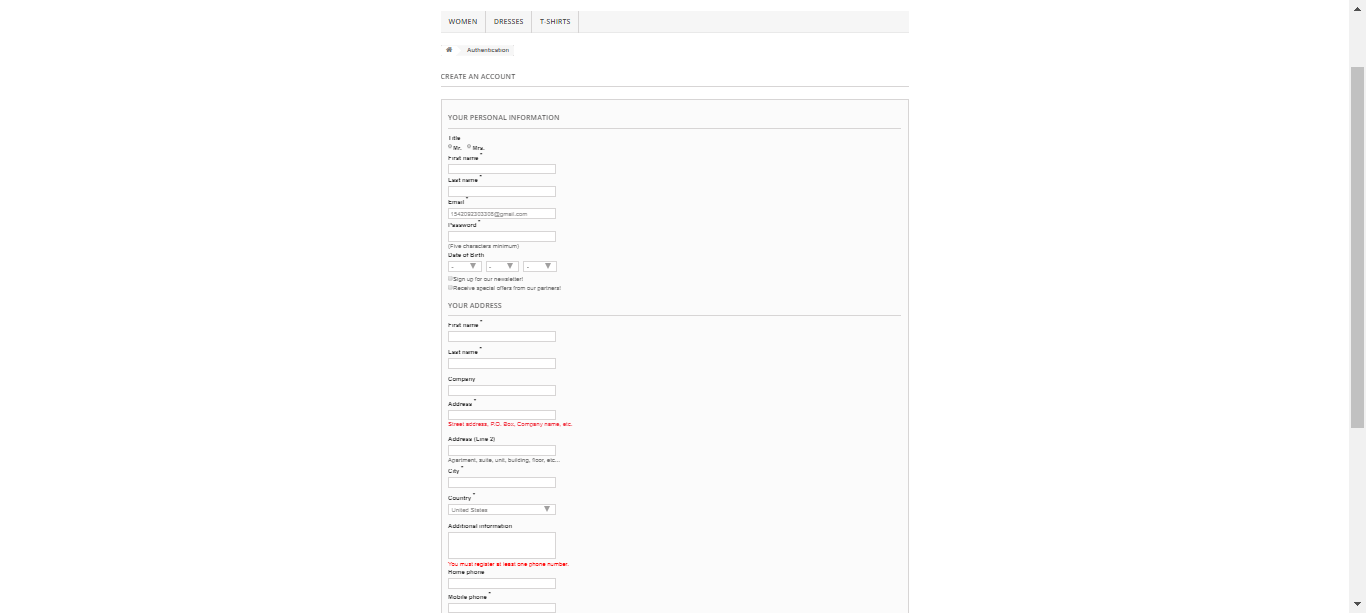 WOMEN DRESSES T-SHIRTS
Authentication
CREATE AN ACCOUNT
YOUR PERSONAL INFORMATION
Title
Mr. Mrs.
First name *
Last name *
Email *
@gmail.com
Password *
(Five characters minimum)
Date of Birth
- - -
Sign up for our newsletter!
Receive special offers from our partners!
YOUR ADDRESS
First name *
Last name *
Company
Address *
Street address, P.O. Box, Company name, etc.
Address (Line 2)
Apartment, suite, unit, building, floor, etc...
City *
Country *
United States
Additional information
You must register at least one phone number.
Home phone
Mobile phone *